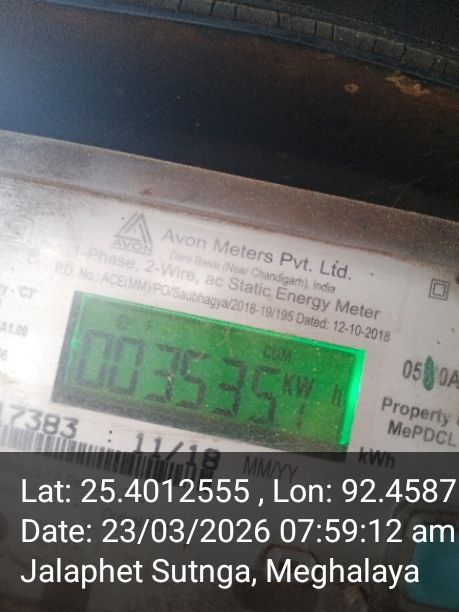 AVON
Avon Meters Pvt. Ltd.
Dera Bassi (Near Chandigarh), India
1-Phase, 2-Wire, ac Static Energy Meter
P.O. No.: ACE(MM)/PO/Saubhagya/2018-19/195 Dated: 12-10-2018
CUM
003535.1 KW h
Property
MePDCL
kWh
17383
11/18 MM/YY
Lat: 25.4012555 , Lon: 92.4587
Date: 23/03/2026 07:59:12 am
Jalaphet Sutnga, Meghalaya